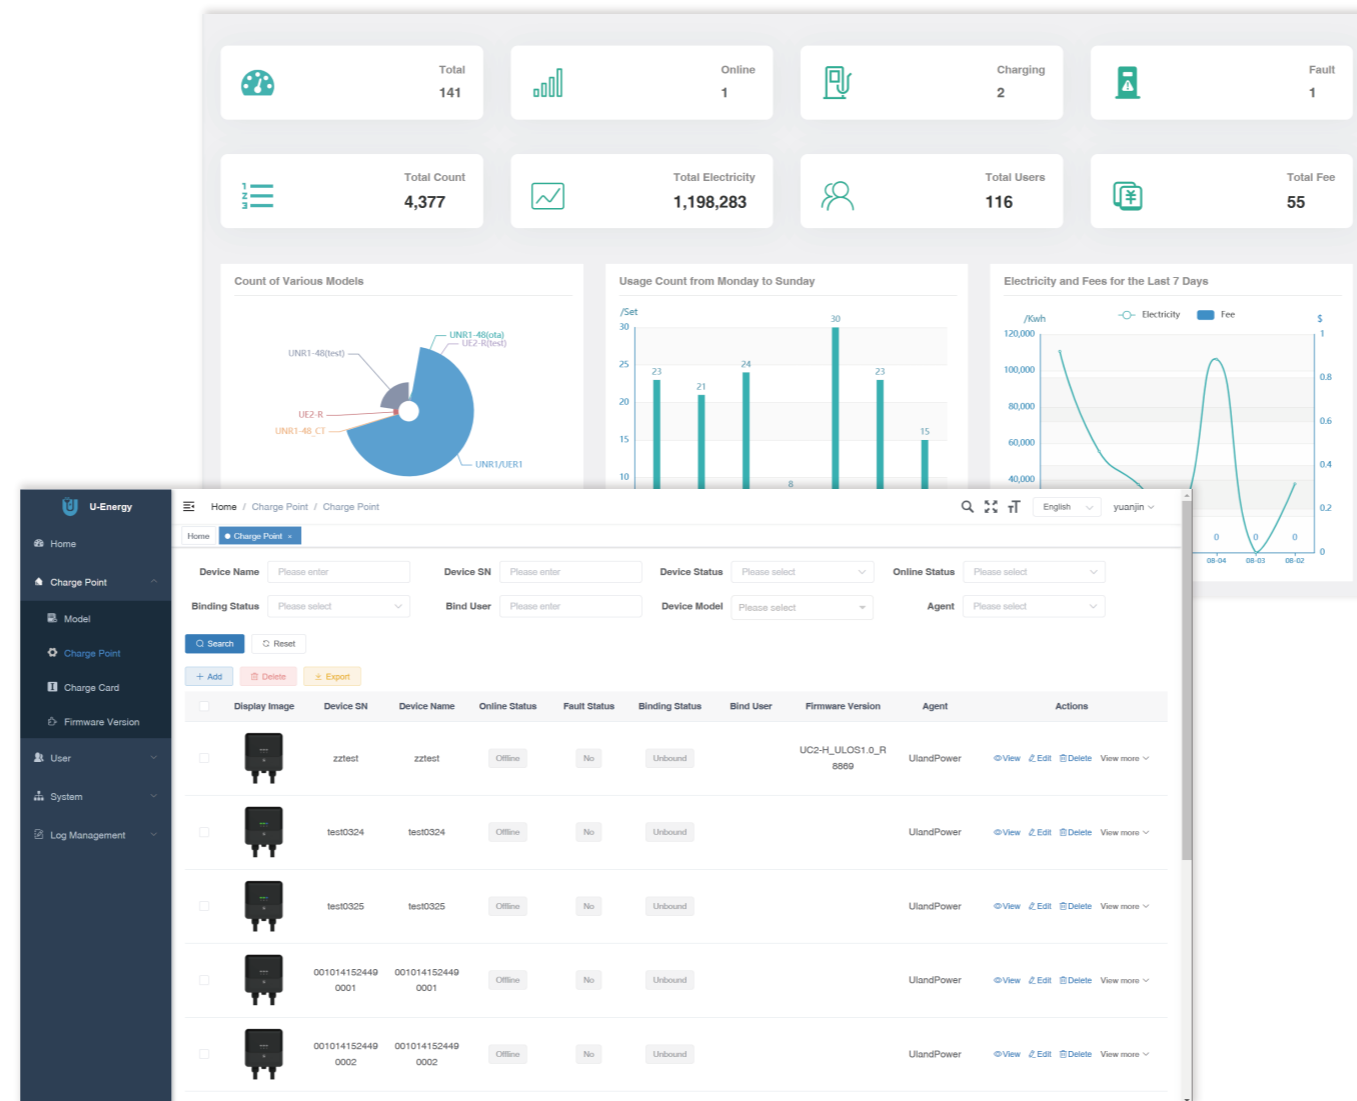 Total
141
Online
1
Charging
2
Fault
1
Total Count
4,377
Total Electricity
1,198,283
Total Users
116
Total Fee
55
Count of Various Models
UNR1-48(ota)
UE2-R(test)
UNR1-48(test)
UE2-R
UNR1-48_CT
UNR1/UER1
Usage Count from Monday to Sunday
/Set
30
25
20
15
10
23
21
24
8
30
23
15
Electricity and Fees for the Last 7 Days
Electricity Fee
/Kwh
120,000
100,000
80,000
60,000
40,000
$
1
0.8
0.6
0.4
0.2
0
0 0 0
08-04 08-03 08-02
U-Energy
Home
Charge Point
Model
Charge Point
Charge Card
Firmware Version
User
System
Log Management
Home / Charge Point / Charge Point
English
yuanjin
Home Charge Point ×
Device Name Please enter Device SN Please enter Device Status Please select Online Status Please select
Binding Status Please select Bind User Please enter Device Model Please select Agent Please select
Search Reset
+ Add Delete Export
Display Image Device SN Device Name Online Status Fault Status Binding Status Bind User Firmware Version Agent Actions
zztest zztest Offline No Unbound UC2-H_ULOS1.0_R
8869 UlandPower View Edit Delete View more
test0324 test0324 Offline No Unbound UlandPower View Edit Delete View more
test0325 test0325 Offline No Unbound UlandPower View Edit Delete View more
001014152449 001014152449
0001 0001 Offline No Unbound UlandPower View Edit Delete View more
001014152449 001014152449
0002 0002 Offline No Unbound UlandPower View Edit Delete View more